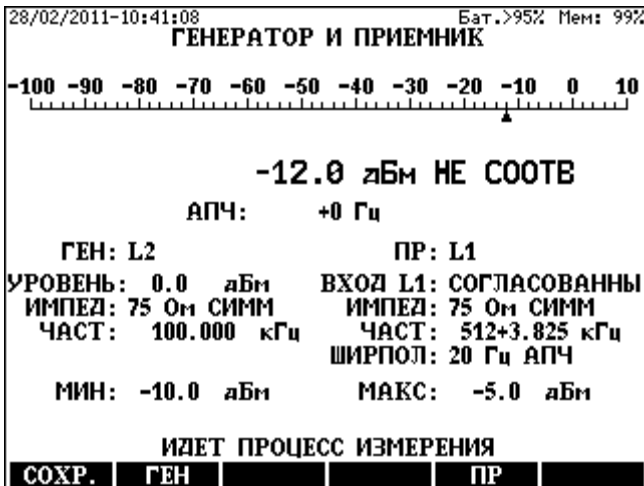 28/02/2011-10:41:08 Бат.>95% Мем: 99%
ГЕНЕРАТОР И ПРИЕМНИК
-100 -90 -80 -70 -60 -50 -40 -30 -20 -10 0 10
-12.0 дБм НЕ СООТВ
АПЧ: +0 Гц
ГЕН: L2 ПР: L1
УРОВЕНЬ: 0.0 дБм ВХОД L1: СОГЛАСОВАННЫ
ИМПЕД: 75 Ом СИММ ИМПЕД: 75 Ом СИММ
ЧАСТ: 100.000 кГц ЧАСТ: 512+3.825 кГц
ШИРПОЛ: 20 Гц АПЧ
МИН: -10.0 дБм МАКС: -5.0 дБм
ИДЕТ ПРОЦЕСС ИЗМЕРЕНИЯ
СОХР. ГЕН ПР